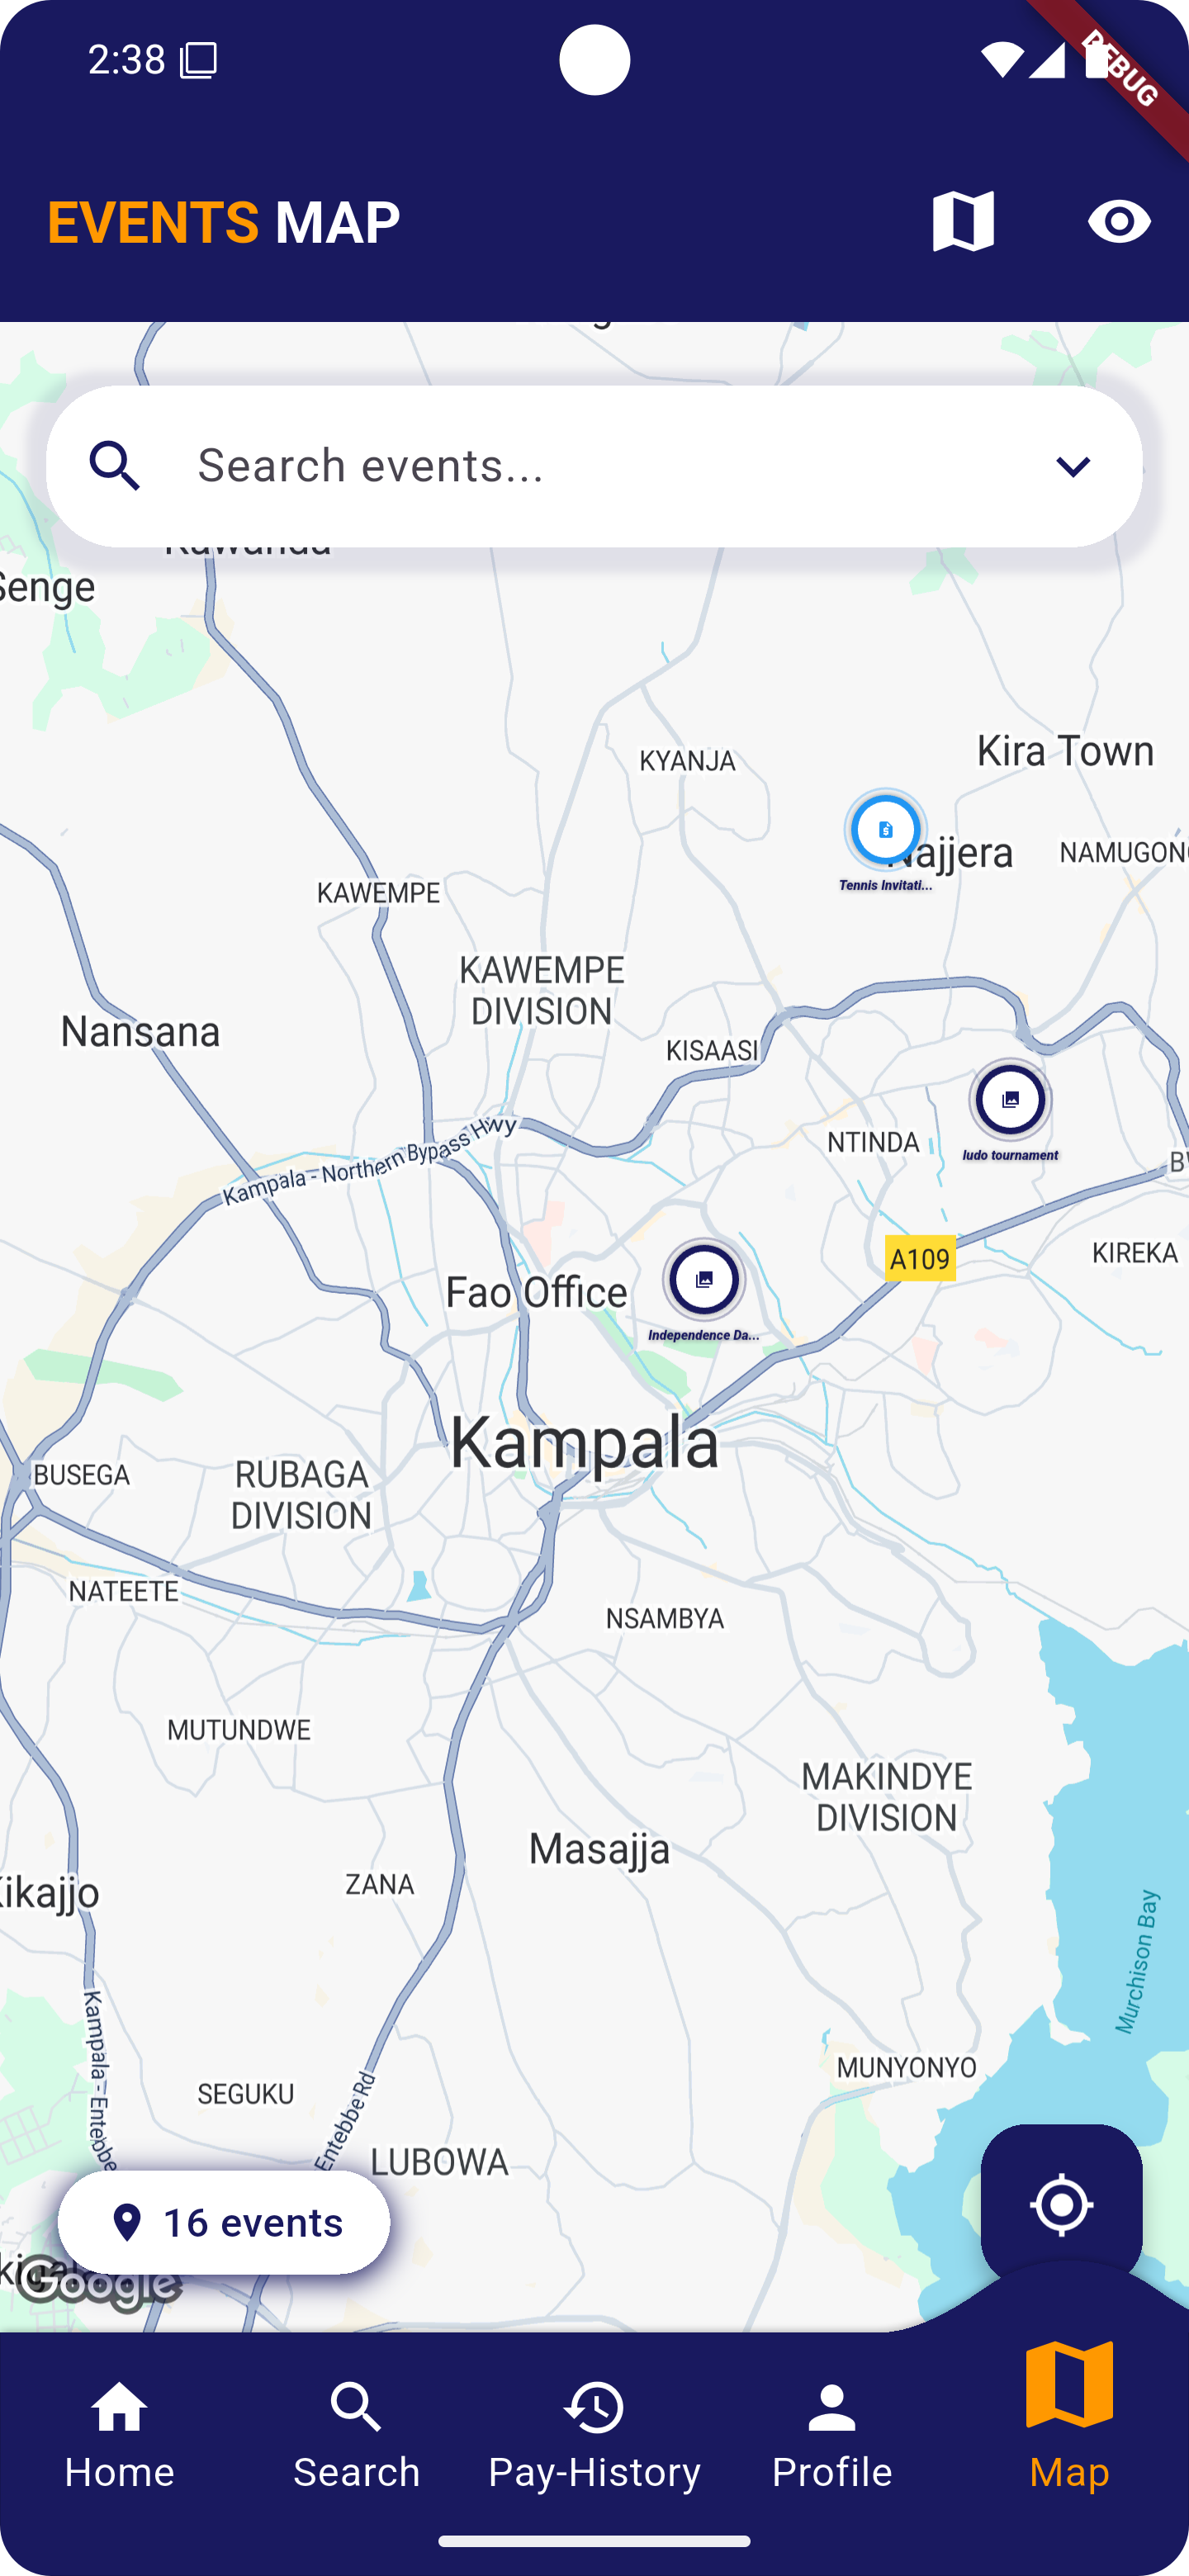 2:38
DEBUG
EVENTS MAP
Search events...
Senge
KYANJA
Kira Town
Najjera
NAMUGON
Tennis Invitati...
KAWEMPE
KAWEMPE
DIVISION
Nansana
KISAASI
Kampala - Northern Bypass Hwy
NTINDA
ludo tournament
A109
KIREKA
Fao Office
Independence Da...
Kampala
BUSEGA
RUBAGA
DIVISION
NATEETE
NSAMBYA
MUTUNDWE
MAKINDYE
DIVISION
Masajja
ZANA
Kikajjo
Murchison Bay
Kampala - Entebbe
MUNYONYO
SEGUKU
Entebbe Rd
LUBOWA
16 events
Google
Home
Search
Pay-History
Profile
Map